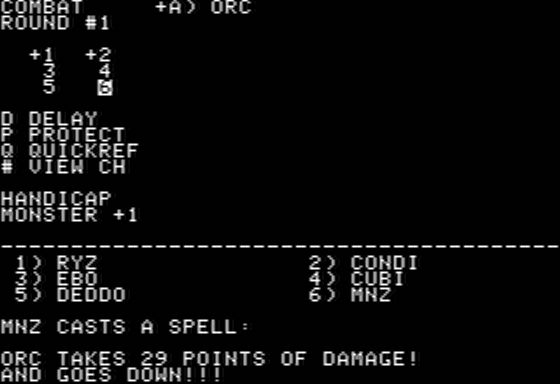 COMBAT +A) ORC
ROUND #1
+1 +2
3 4
5 6
D DELAY
P PROTECT
Q QUICKREF
# VIEW CH
HANDICAP
MONSTER +1
1) RYZ 2) CONDI
3) EBO 4) CUBI
5) DEDDO 6) MNZ
MNZ CASTS A SPELL:
ORC TAKES 29 POINTS OF DAMAGE!
AND GOES DOWN!!!